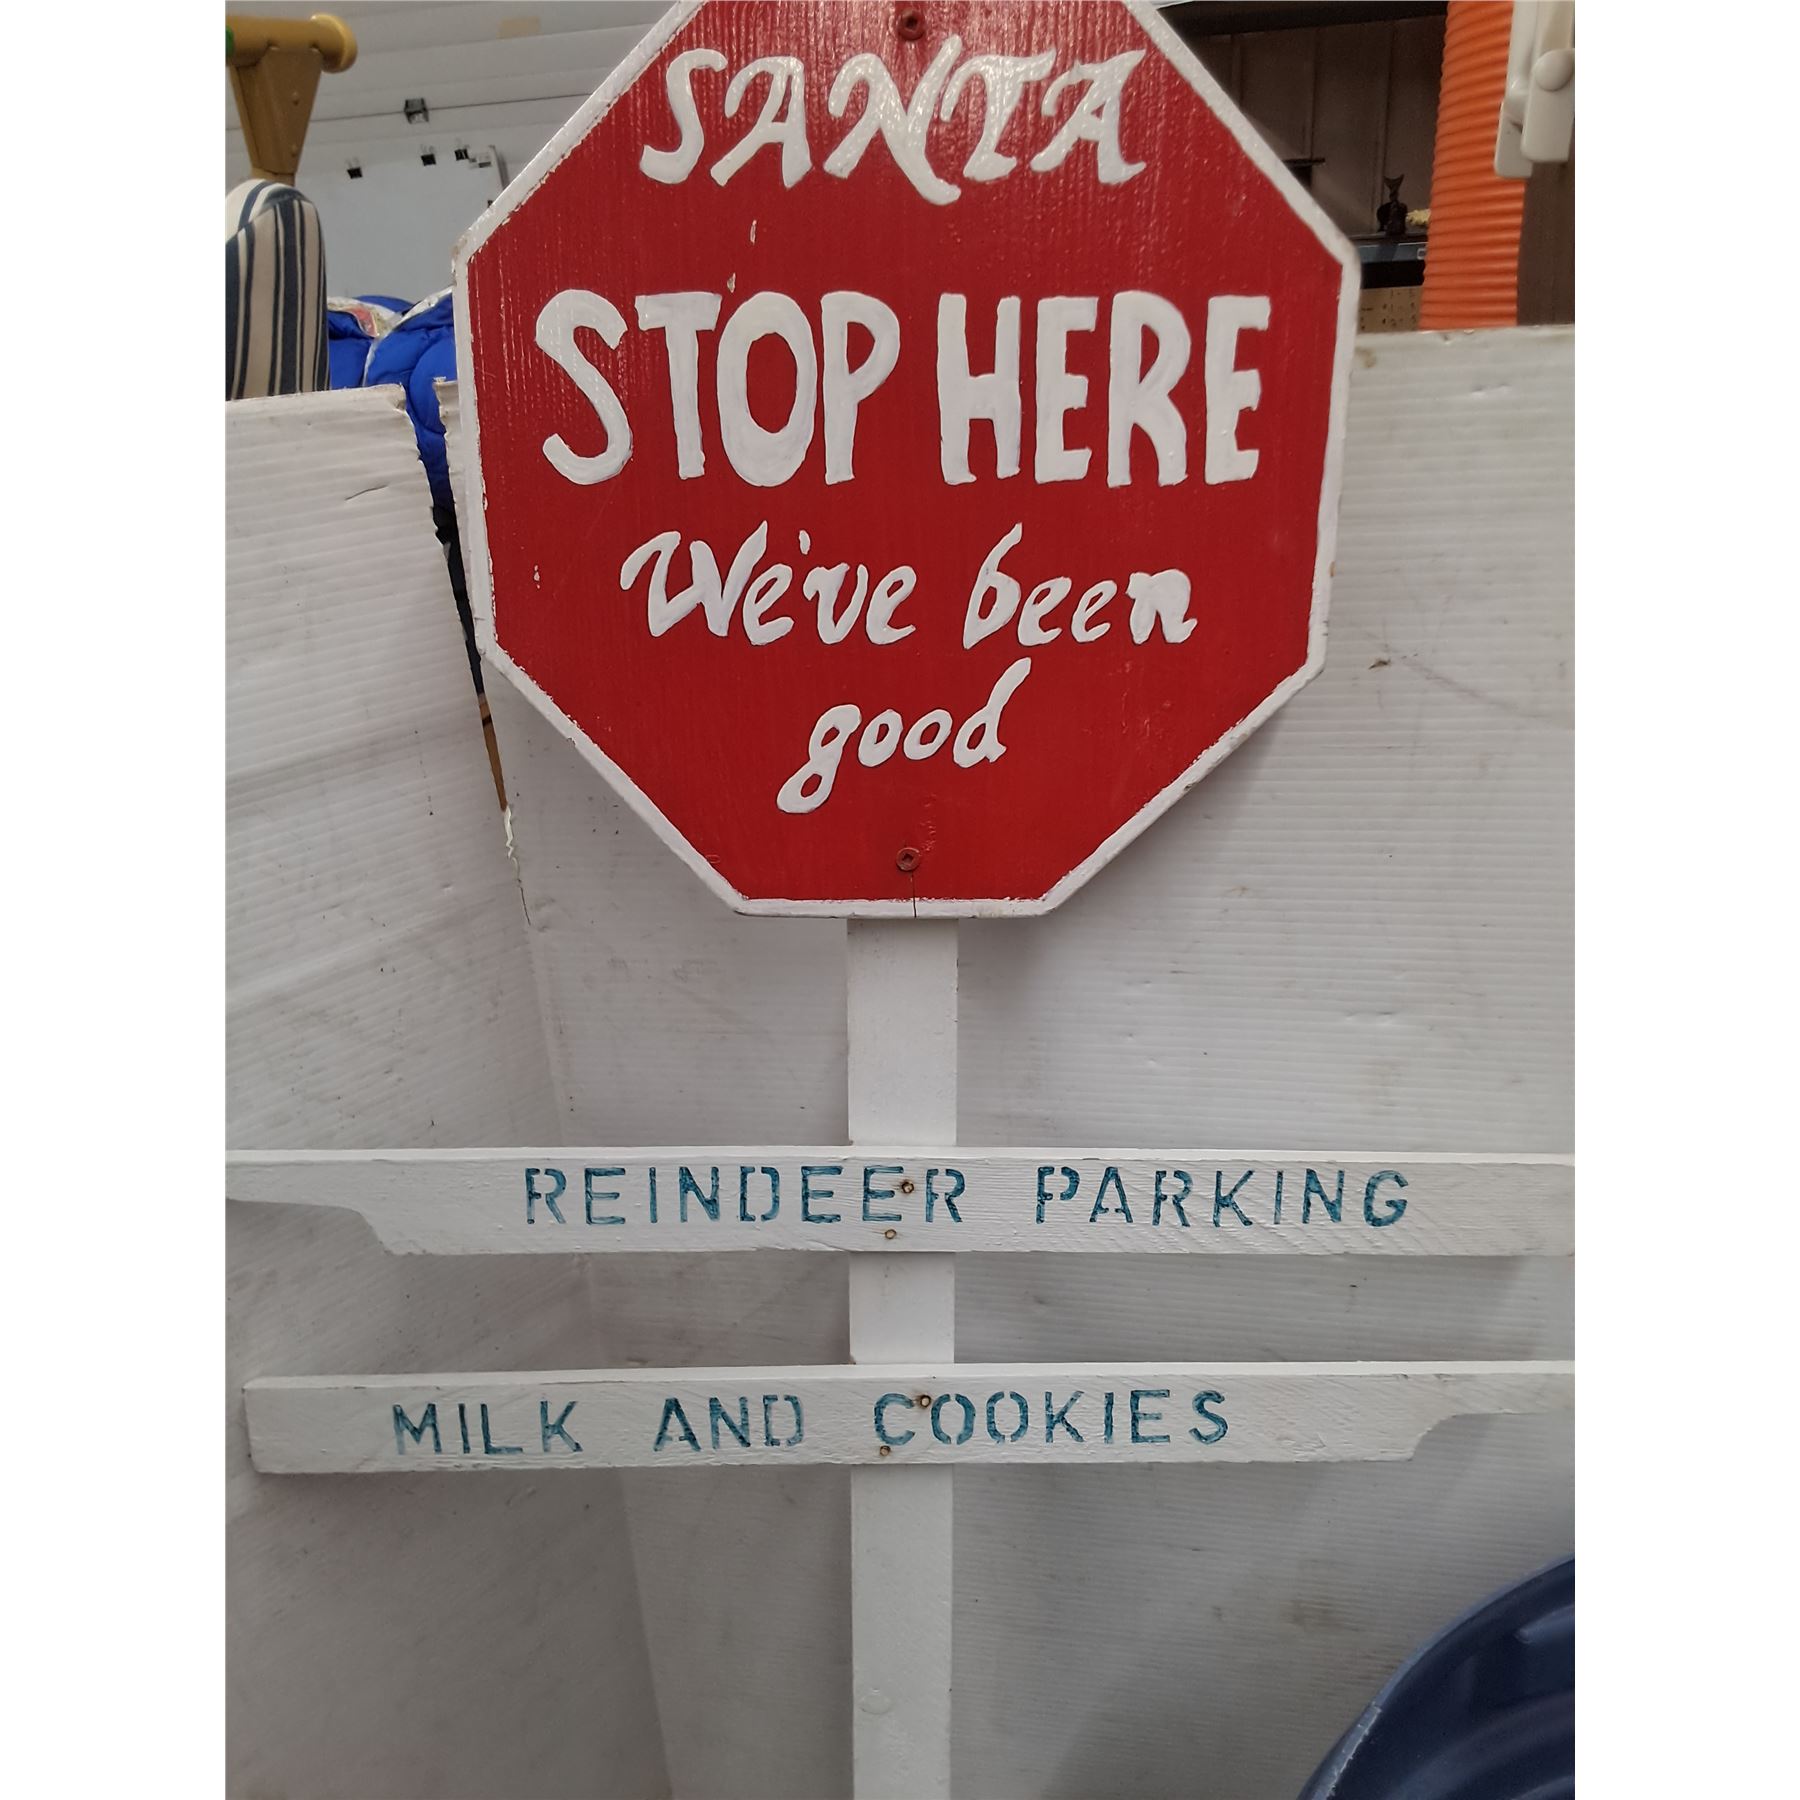 SANTA
STOP HERE
We've been
good
REINDEER PARKING
MILK AND COOKIES